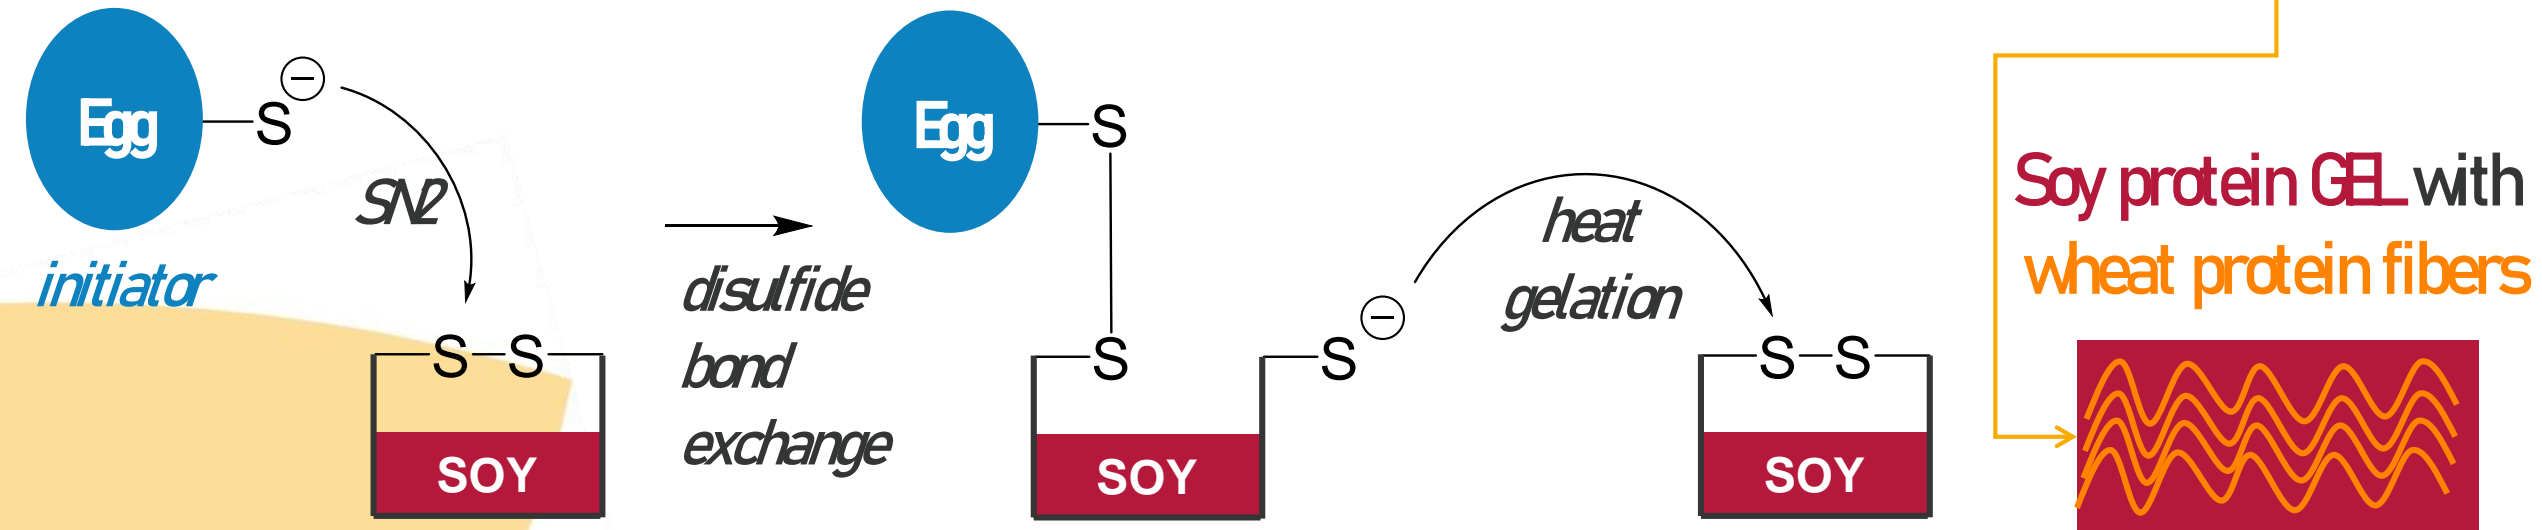 Egg
S
−
SN2
initiator
S
S
SOY
disulfide
bond
exchange
Egg
S
S
S
−
SOY
heat
gelation
S
S
SOY
Soy protein GEL with
wheat protein fibers